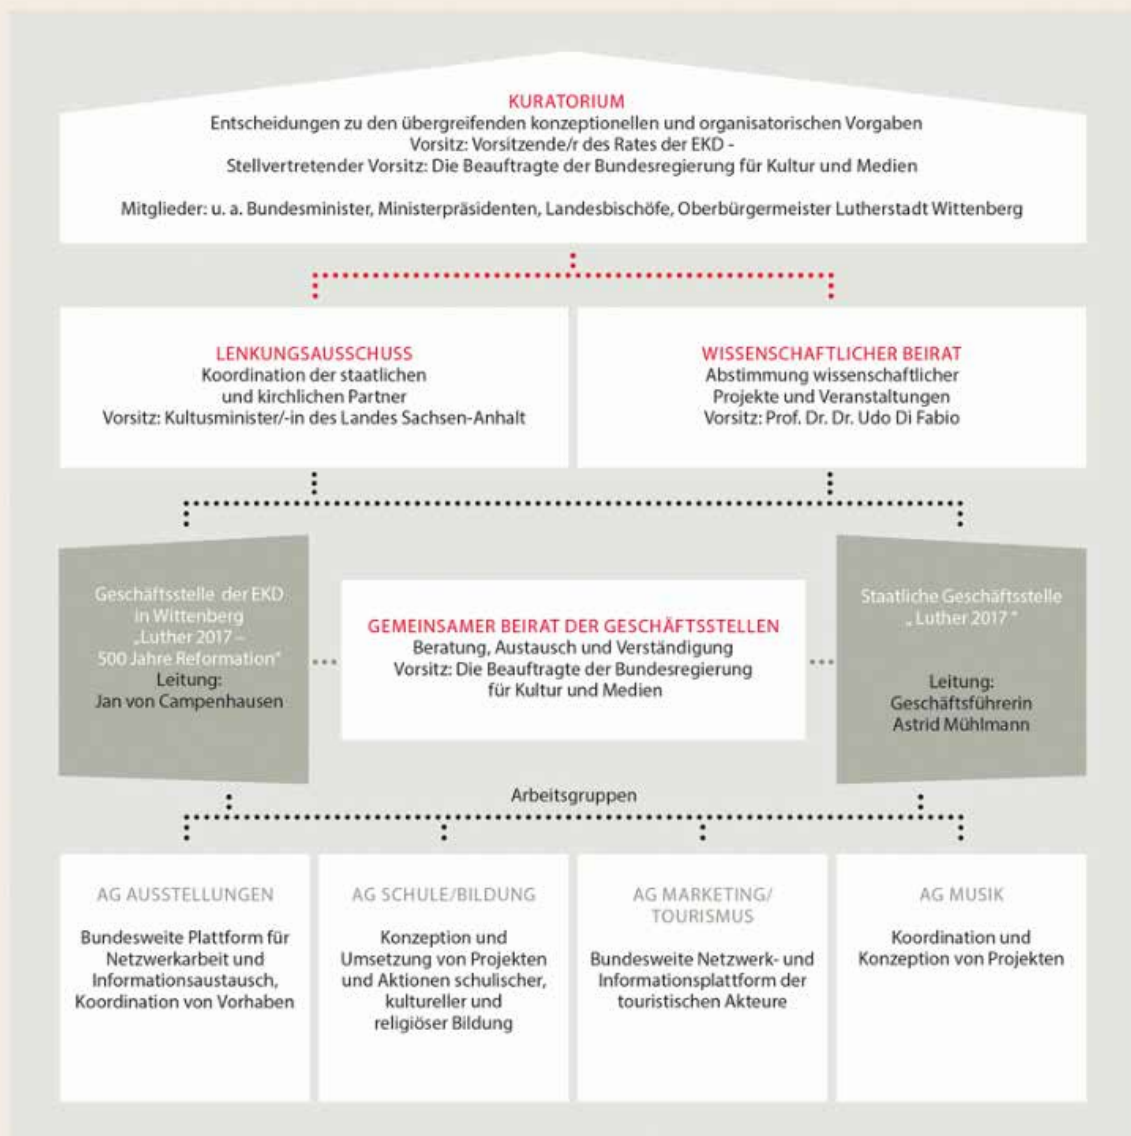 KURATORIUM
Entscheidungen zu den übergreifenden konzeptionellen und organisatorischen Vorgaben
Vorsitz: Vorsitzende/r des Rates der EKD -
Stellvertretender Vorsitz: Die Beauftragte der Bundesregierung für Kultur und Medien
Mitglieder: u. a. Bundesminister, Ministerpräsidenten, Landesbischöfe, Oberbürgermeister Lutherstadt Wittenberg
LENKUNGSAUSSCHUSS
Koordination der staatlichen
und kirchlichen Partner
Vorsitz: Kultusminister/-in des Landes Sachsen-Anhalt
WISSENSCHAFTLICHER BEIRAT
Abstimmung wissenschaftlicher
Projekte und Veranstaltungen
Vorsitz: Prof. Dr. Dr. Udo Di Fabio
Geschäftsstelle der EKD
in Wittenberg
„Luther 2017 –
500 Jahre Reformation“
Leitung:
Jan von Campenhausen
GEMEINSAMER BEIRAT DER GESCHÄFTSSTELLEN
Beratung, Austausch und Verständigung
Vorsitz: Die Beauftragte der Bundesregierung
für Kultur und Medien
Staatliche Geschäftsstelle
„ Luther 2017 “
Leitung:
Geschäftsführerin
Astrid Mühlmann
Arbeitsgruppen
AG AUSSTELLUNGEN
Bundesweite Plattform für
Netzwerkarbeit und
Informationsaustausch,
Koordination von Vorhaben
AG SCHULE/BILDUNG
Konzeption und
Umsetzung von Projekten
und Aktionen schulischer,
kultureller und
religiöser Bildung
AG MARKETING/
TOURISMUS
Bundesweite Netzwerk- und
Informationsplattform der
touristischen Akteure
AG MUSIK
Koordination und
Konzeption von Projekten